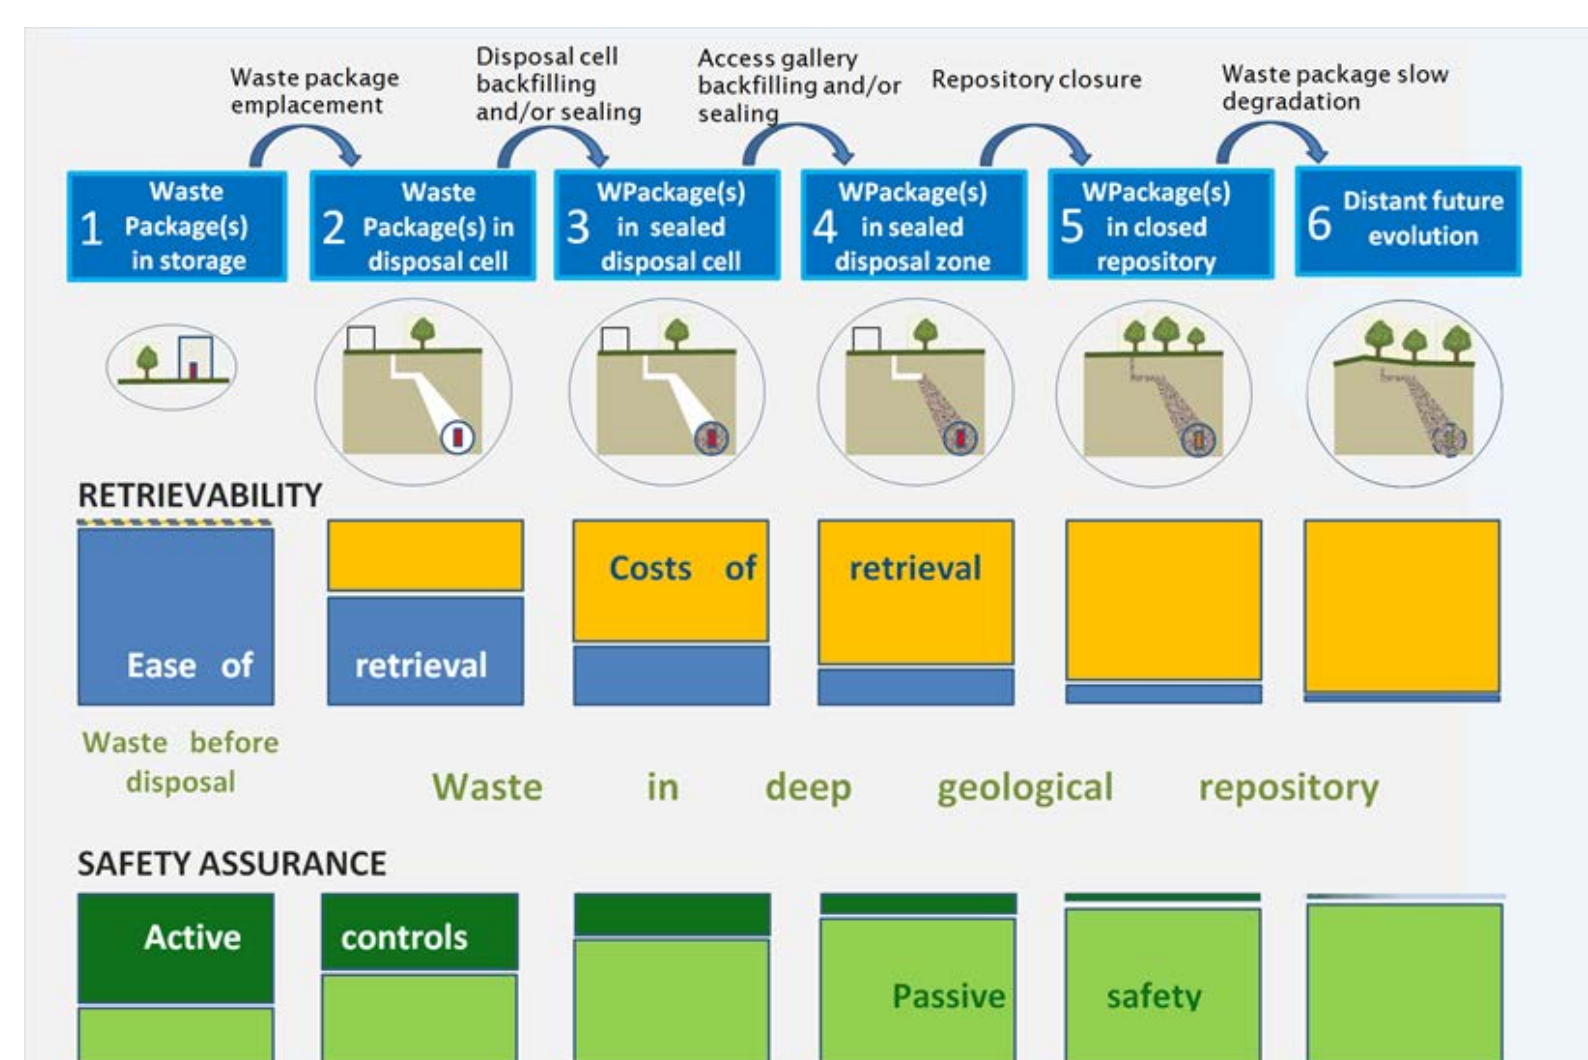 Waste package
emplacement
Disposal cell
backfilling
and/or sealing
Access gallery
backfilling and/or
sealing
Repository closure
Waste package slow
degradation
1 Waste
Package(s)
in storage
2 Waste
Package(s) in
disposal cell
3 WPackage(s)
in sealed
disposal cell
4 WPackage(s)
in sealed
disposal zone
5 WPackage(s)
in closed
repository
6 Distant future
evolution
RETRIEVABILITY
Costs of retrieval
Ease of retrieval
Waste before
disposal
Waste in deep geological repository
SAFETY ASSURANCE
Active controls
Passive safety